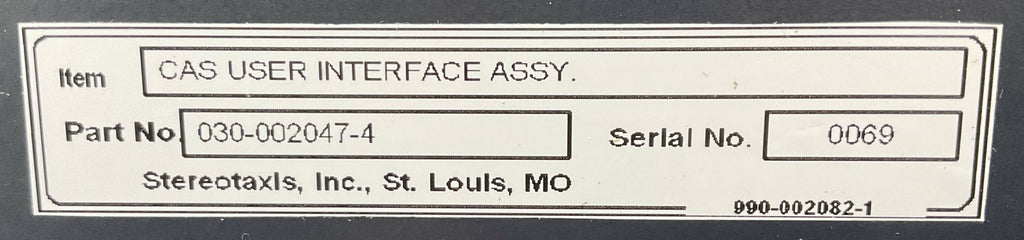 Item CAS USER INTERFACE ASSY.
Part No. 030-002047-4 Serial No. 0069
Stereotaxis, Inc., St. Louis, MO
990-002082-1